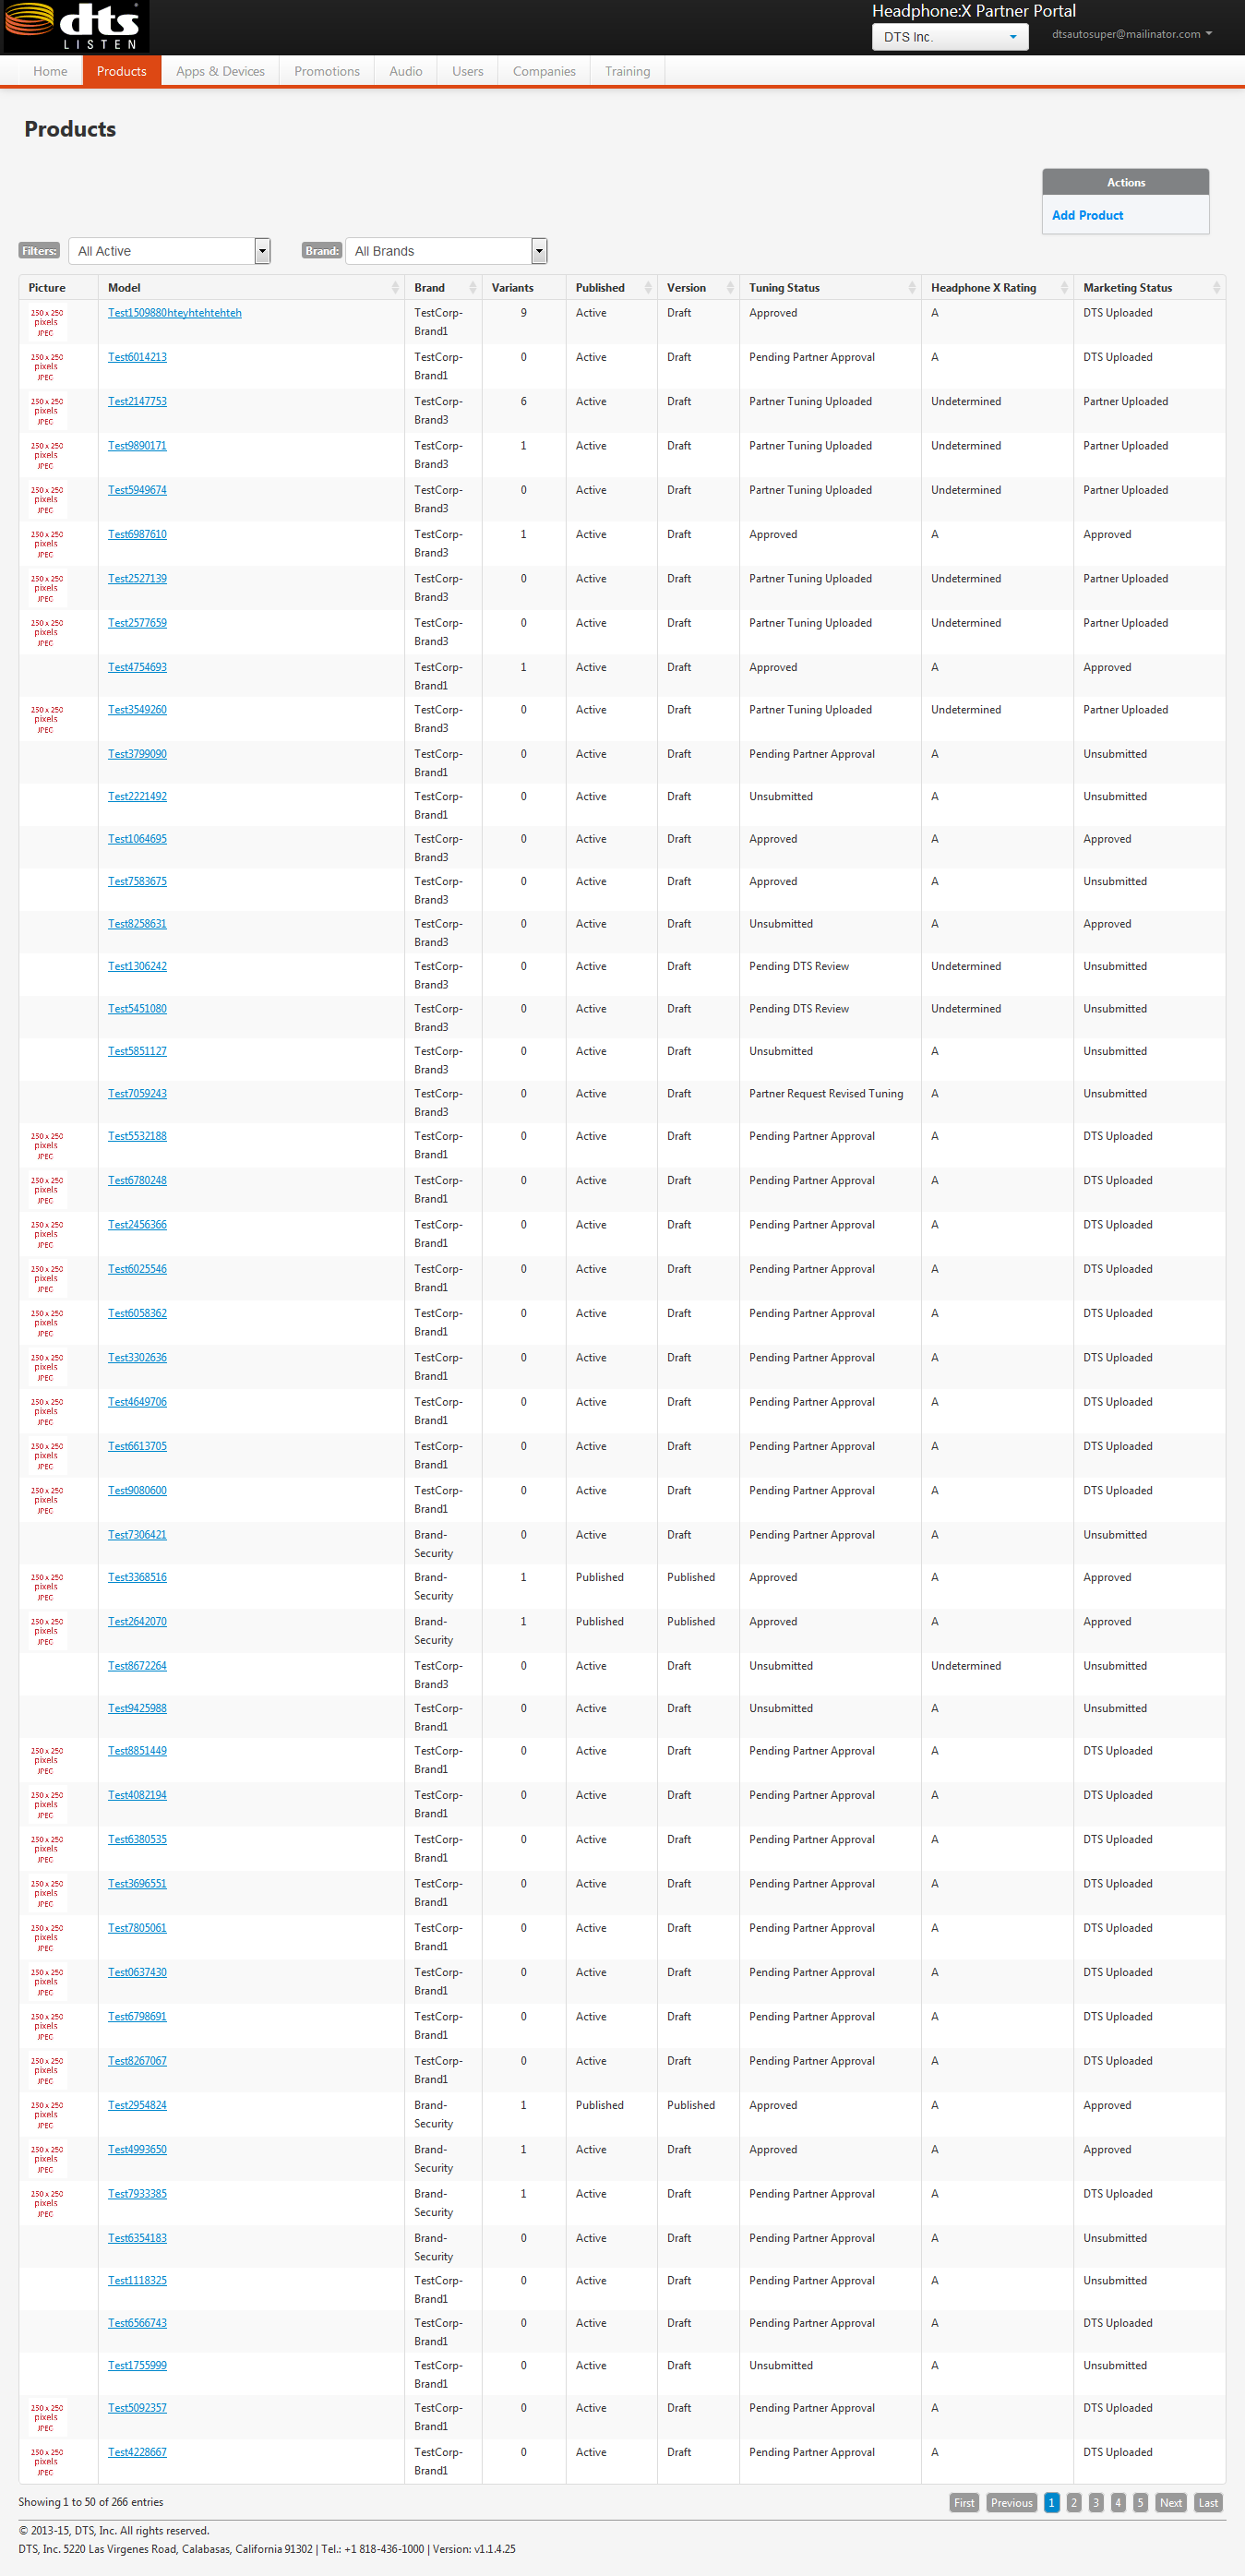 dts
LISTEN
Headphone:X Partner Portal
DTS Inc.
dtsautosuper@mailinator.com
Home Products Apps & Devices Promotions Audio Users Companies Training
Products
Actions
Add Product
Filters: All Active Brand: All Brands
Picture Model Brand Variants Published Version Tuning Status Headphone X Rating Marketing Status
250 x 250 pixels JPEC Test1509880hteyhtehtehteh TestCorp-Brand1 9 Active Draft Approved A DTS Uploaded
250 x 250 pixels JPEC Test6014213 TestCorp-Brand1 0 Active Draft Pending Partner Approval A DTS Uploaded
250 x 250 pixels JPEC Test2147753 TestCorp-Brand3 6 Active Draft Partner Tuning Uploaded Undetermined Partner Uploaded
250 x 250 pixels JPEC Test9890171 TestCorp-Brand3 1 Active Draft Partner Tuning Uploaded Undetermined Partner Uploaded
250 x 250 pixels JPEC Test5949674 TestCorp-Brand3 0 Active Draft Partner Tuning Uploaded Undetermined Partner Uploaded
250 x 250 pixels JPEC Test6987610 TestCorp-Brand3 1 Active Draft Approved A Approved
250 x 250 pixels JPEC Test2527139 TestCorp-Brand3 0 Active Draft Partner Tuning Uploaded Undetermined Partner Uploaded
250 x 250 pixels JPEC Test2577659 TestCorp-Brand3 0 Active Draft Partner Tuning Uploaded Undetermined Partner Uploaded
Test4754693 TestCorp-Brand1 1 Active Draft Approved A Approved
250 x 250 pixels JPEC Test3549260 TestCorp-Brand3 0 Active Draft Partner Tuning Uploaded Undetermined Partner Uploaded
Test3799090 TestCorp-Brand1 0 Active Draft Pending Partner Approval A Unsubmitted
Test2221492 TestCorp-Brand1 0 Active Draft Unsubmitted A Unsubmitted
Test1064695 TestCorp-Brand3 0 Active Draft Approved A Approved
Test7583675 TestCorp-Brand3 0 Active Draft Approved A Unsubmitted
Test8258631 TestCorp-Brand3 0 Active Draft Unsubmitted A Approved
Test1306242 TestCorp-Brand3 0 Active Draft Pending DTS Review Undetermined Unsubmitted
Test5451080 TestCorp-Brand3 0 Active Draft Pending DTS Review Undetermined Unsubmitted
Test5851127 TestCorp-Brand3 0 Active Draft Unsubmitted A Unsubmitted
Test7059243 TestCorp-Brand3 0 Active Draft Partner Request Revised Tuning A Unsubmitted
250 x 250 pixels JPEC Test5532188 TestCorp-Brand1 0 Active Draft Pending Partner Approval A DTS Uploaded
250 x 250 pixels JPEC Test6780248 TestCorp-Brand1 0 Active Draft Pending Partner Approval A DTS Uploaded
250 x 250 pixels JPEC Test2456366 TestCorp-Brand1 0 Active Draft Pending Partner Approval A DTS Uploaded
250 x 250 pixels JPEC Test6025546 TestCorp-Brand1 0 Active Draft Pending Partner Approval A DTS Uploaded
250 x 250 pixels JPEC Test6058362 TestCorp-Brand1 0 Active Draft Pending Partner Approval A DTS Uploaded
250 x 250 pixels JPEC Test3302636 TestCorp-Brand1 0 Active Draft Pending Partner Approval A DTS Uploaded
250 x 250 pixels JPEC Test4649706 TestCorp-Brand1 0 Active Draft Pending Partner Approval A DTS Uploaded
250 x 250 pixels JPEC Test6613705 TestCorp-Brand1 0 Active Draft Pending Partner Approval A DTS Uploaded
250 x 250 pixels JPEC Test9080600 TestCorp-Brand1 0 Active Draft Pending Partner Approval A DTS Uploaded
Test7306421 Brand-Security 0 Active Draft Pending Partner Approval A Unsubmitted
250 x 250 pixels JPEC Test3368516 Brand-Security 1 Published Published Approved A Approved
250 x 250 pixels JPEC Test2642070 Brand-Security 1 Published Published Approved A Approved
Test8672264 TestCorp-Brand3 0 Active Draft Unsubmitted Undetermined Unsubmitted
Test9425988 TestCorp-Brand1 0 Active Draft Unsubmitted A Unsubmitted
250 x 250 pixels JPEC Test8851449 TestCorp-Brand1 0 Active Draft Pending Partner Approval A DTS Uploaded
250 x 250 pixels JPEC Test4082194 TestCorp-Brand1 0 Active Draft Pending Partner Approval A DTS Uploaded
250 x 250 pixels JPEC Test6380535 TestCorp-Brand1 0 Active Draft Pending Partner Approval A DTS Uploaded
250 x 250 pixels JPEC Test3696551 TestCorp-Brand1 0 Active Draft Pending Partner Approval A DTS Uploaded
250 x 250 pixels JPEC Test7805061 TestCorp-Brand1 0 Active Draft Pending Partner Approval A DTS Uploaded
250 x 250 pixels JPEC Test0637430 TestCorp-Brand1 0 Active Draft Pending Partner Approval A DTS Uploaded
250 x 250 pixels JPEC Test6798691 TestCorp-Brand1 0 Active Draft Pending Partner Approval A DTS Uploaded
250 x 250 pixels JPEC Test8267067 TestCorp-Brand1 0 Active Draft Pending Partner Approval A DTS Uploaded
250 x 250 pixels JPEC Test2954824 Brand-Security 1 Published Published Approved A Approved
250 x 250 pixels JPEC Test4993650 Brand-Security 1 Active Draft Approved A Approved
250 x 250 pixels JPEC Test7933385 Brand-Security 1 Active Draft Pending Partner Approval A DTS Uploaded
Test6354183 Brand-Security 0 Active Draft Pending Partner Approval A Unsubmitted
Test1118325 TestCorp-Brand1 0 Active Draft Pending Partner Approval A Unsubmitted
Test6566743 TestCorp-Brand1 0 Active Draft Pending Partner Approval A DTS Uploaded
Test1755999 TestCorp-Brand1 0 Active Draft Unsubmitted A Unsubmitted
250 x 250 pixels JPEC Test5092357 TestCorp-Brand1 0 Active Draft Pending Partner Approval A DTS Uploaded
250 x 250 pixels JPEC Test4228667 TestCorp-Brand1 0 Active Draft Pending Partner Approval A DTS Uploaded
Showing 1 to 50 of 266 entries First Previous 1 2 3 4 5 Next Last
© 2013-15, DTS, Inc. All rights reserved.
DTS, Inc. 5220 Las Virgenes Road, Calabasas, California 91302 | Tel.: +1 818-436-1000 | Version: v1.1.4.25